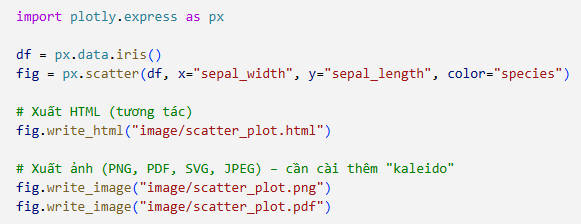 import plotly.express as px
df = px.data.iris()
fig = px.scatter(df, x="sepal_width", y="sepal_length", color="species")
# Xuất HTML (tương tác)
fig.write_html("image/scatter_plot.html")
# Xuất ảnh (PNG, PDF, SVG, JPEG) – cần cài thêm "kaleido"
fig.write_image("image/scatter_plot.png")
fig.write_image("image/scatter_plot.pdf")